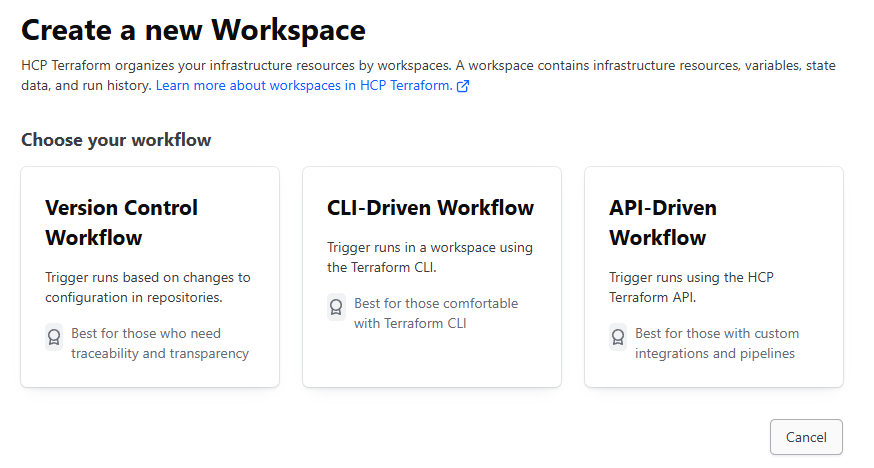 Create a new Workspace
HCP Terraform organizes your infrastructure resources by workspaces. A workspace contains infrastructure resources, variables, state
data, and run history. Learn more about workspaces in HCP Terraform.
Choose your workflow
Version Control
Workflow
Trigger runs based on changes to
configuration in repositories.
Best for those who need
traceability and transparency
CLI-Driven Workflow
Trigger runs in a workspace using
the Terraform CLI.
Best for those comfortable
with Terraform CLI
API-Driven
Workflow
Trigger runs using the HCP
Terraform API.
Best for those with custom
integrations and pipelines
Cancel